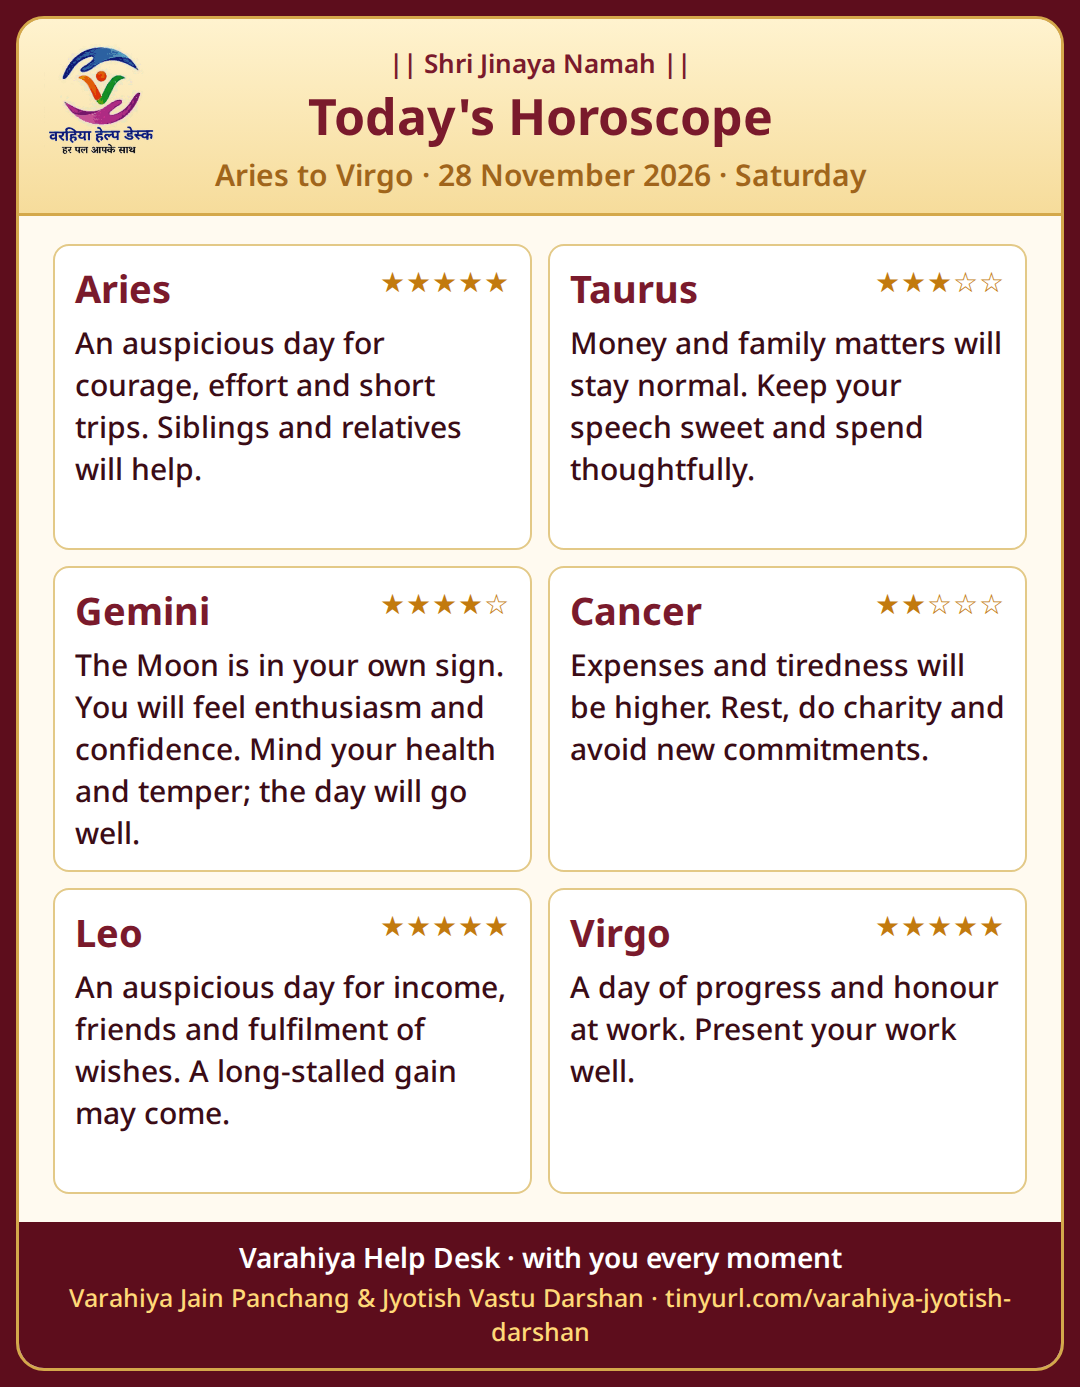 वरहिया हेल्प डेस्क
हर पल आपके साथ
|| Shri Jinaya Namah ||
Today's Horoscope
Aries to Virgo · 28 November 2026 · Saturday
Aries ★★★★★
An auspicious day for
courage, effort and short
trips. Siblings and relatives
will help.
Taurus ★★★☆☆
Money and family matters will
stay normal. Keep your
speech sweet and spend
thoughtfully.
Gemini ★★★★☆
The Moon is in your own sign.
You will feel enthusiasm and
confidence. Mind your health
and temper; the day will go
well.
Cancer ★★☆☆☆
Expenses and tiredness will
be higher. Rest, do charity and
avoid new commitments.
Leo ★★★★★
An auspicious day for income,
friends and fulfilment of
wishes. A long-stalled gain
may come.
Virgo ★★★★★
A day of progress and honour
at work. Present your work
well.
Varahiya Help Desk · with you every moment
Varahiya Jain Panchang & Jyotish Vastu Darshan · tinyurl.com/varahiya-jyotish-
darshan